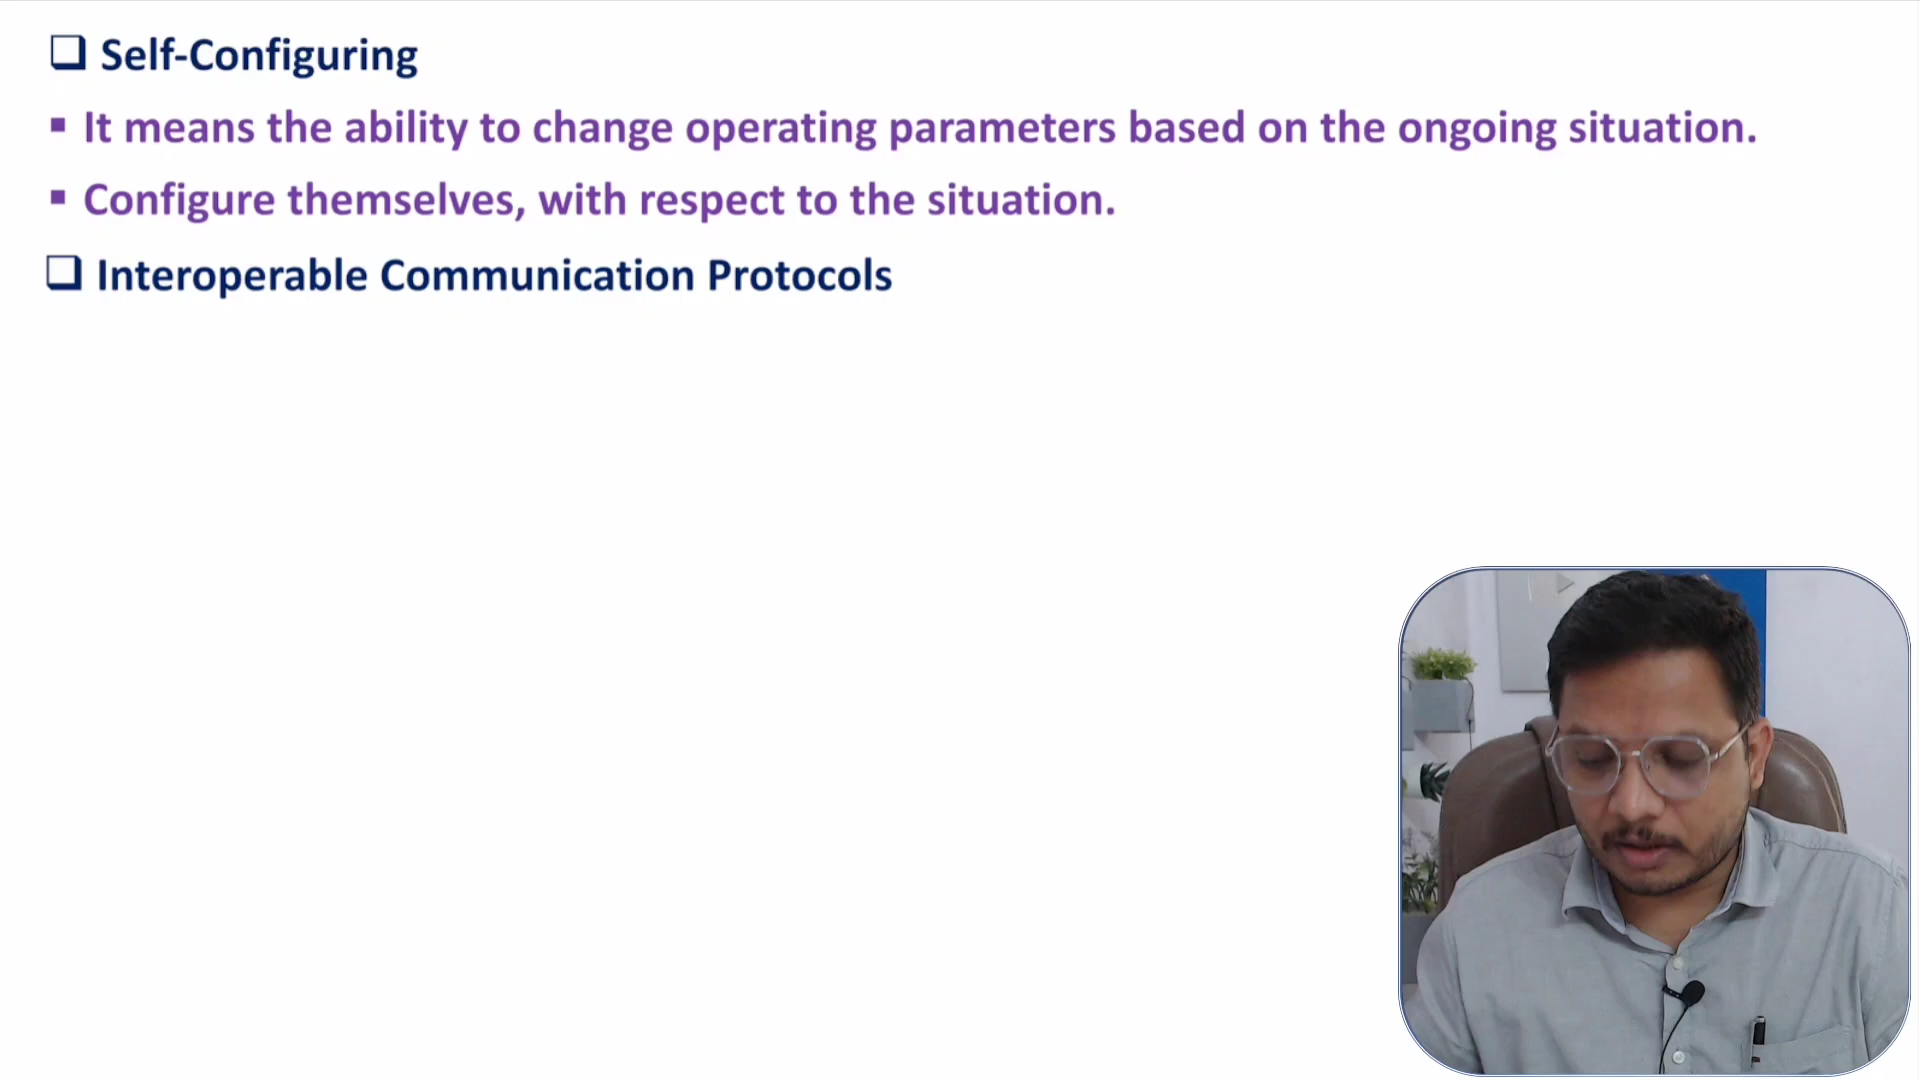 Self-Configuring
It means the ability to change operating parameters based on the ongoing situation.
Configure themselves, with respect to the situation.
Interoperable Communication Protocols